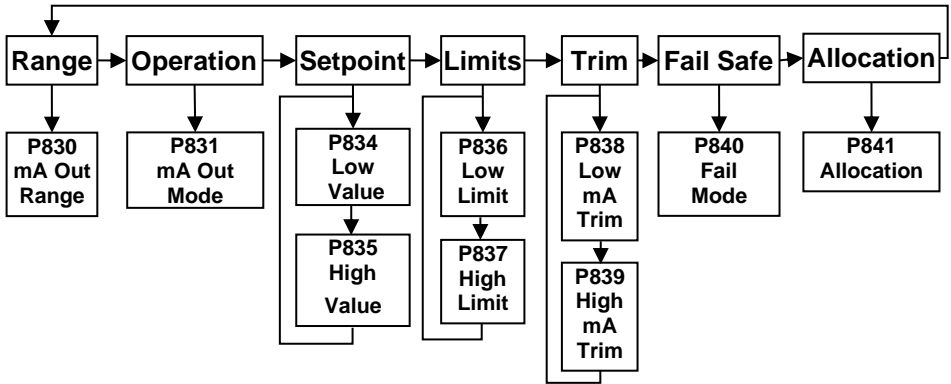 Range
Operation
Setpoint
Limits
Trim
Fail Safe
Allocation
P830
mA Out
Range
P831
mA Out
Mode
P834
Low
Value
P835
High
Value
P836
Low
Limit
P837
High
Limit
P838
Low
mA
Trim
P839
High
mA
Trim
P840
Fail
Mode
P841
Allocation